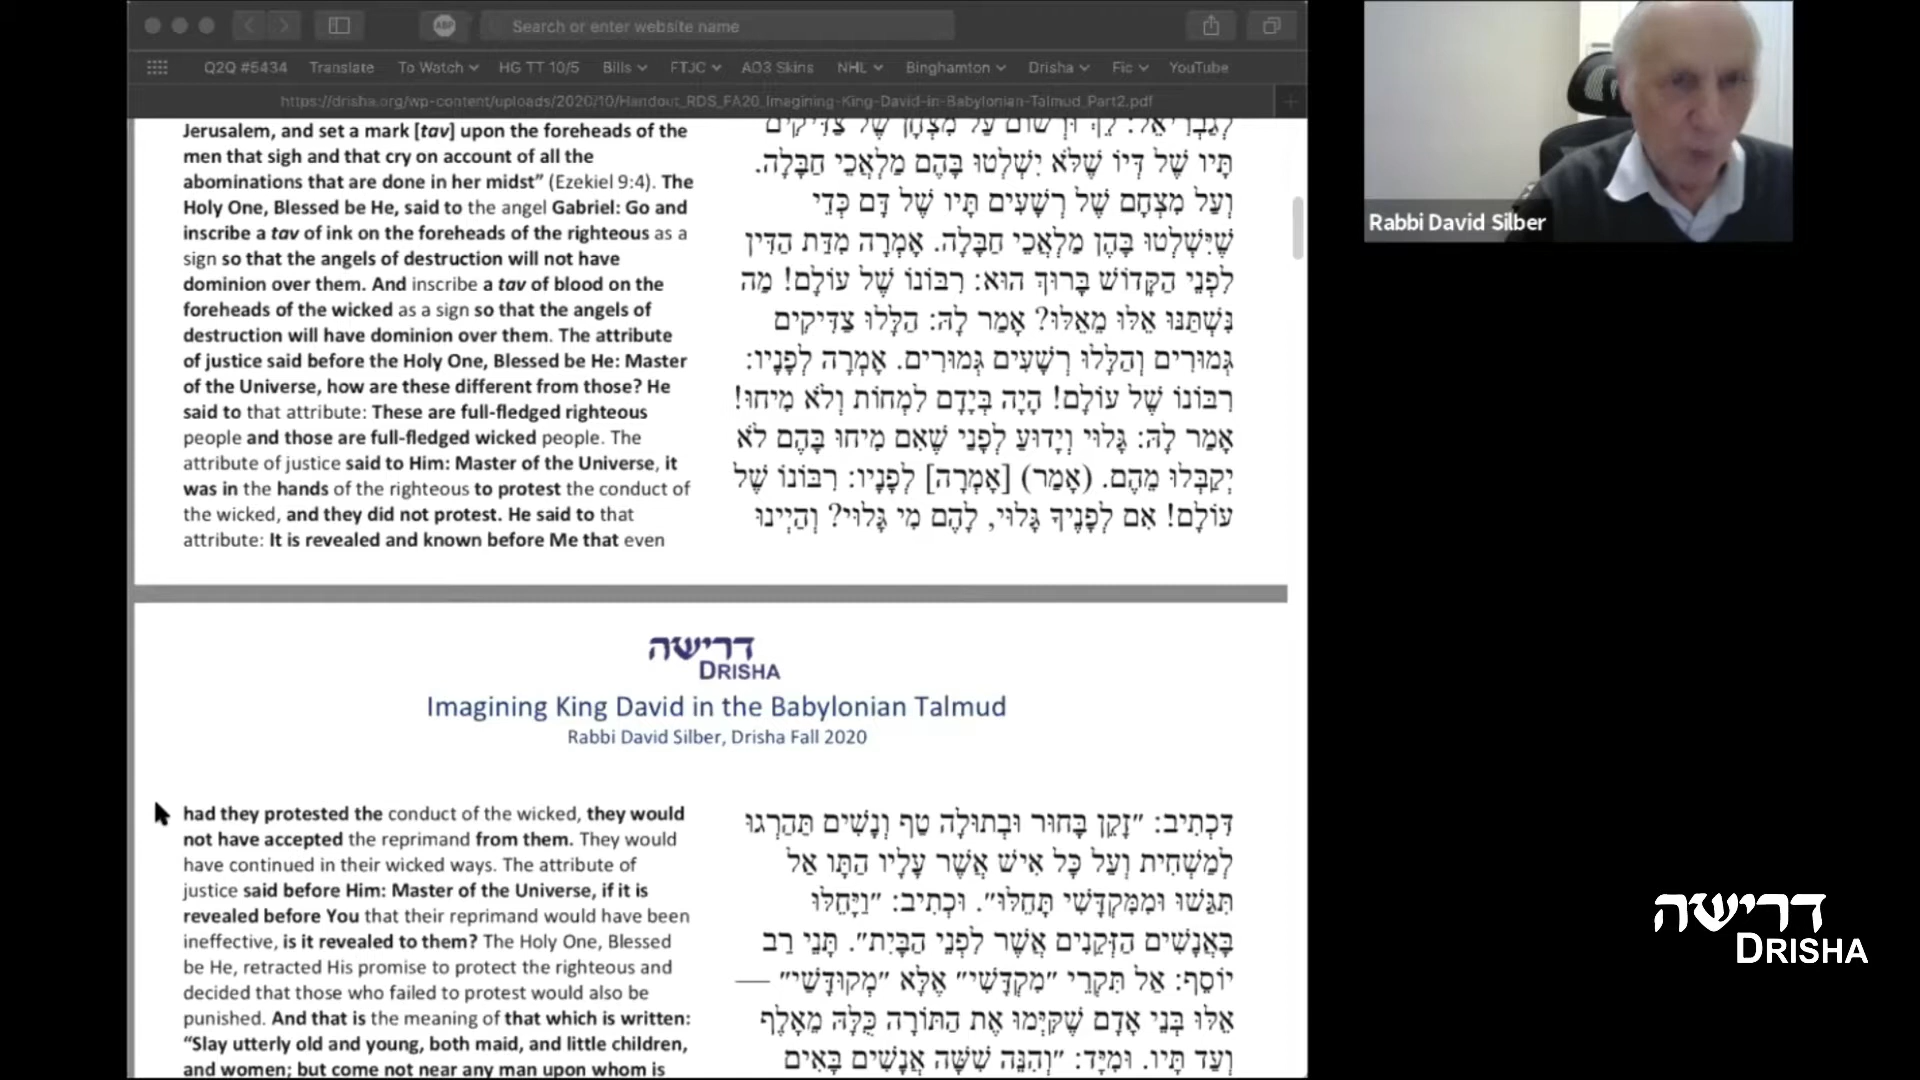 Search or enter website name
Q2Q #5434 Translate To Watch HG TT 10/5 Bills FTJC AO3 Skins NHL Binghamton Drisha Fic YouTube
https://drisha.org/wp-content/uploads/2020/10/Handout_RDS_FA20_Imagining-King-David-in-Babylonian-Talmud_Part2.pdf
Jerusalem, and set a mark [tav] upon the foreheads of the
men that sigh and that cry on account of all the
abominations that are done in her midst” (Ezekiel 9:4). The
Holy One, Blessed be He, said to the angel Gabriel: Go and
inscribe a tav of ink on the foreheads of the righteous as a
sign so that the angels of destruction will not have
dominion over them. And inscribe a tav of blood on the
foreheads of the wicked as a sign so that the angels of
destruction will have dominion over them. The attribute
of justice said before the Holy One, Blessed be He: Master
of the Universe, how are these different from those? He
said to that attribute: These are full-fledged righteous
people and those are full-fledged wicked people. The
attribute of justice said to Him: Master of the Universe, it
was in the hands of the righteous to protest the conduct of
the wicked, and they did not protest. He said to that
attribute: It is revealed and known before Me that even
לְגַבְרִיאֵל: לֵךְ וּרְשׁוֹם עַל מִצְחָן שֶׁל צַדִּיקִים
תָּיו שֶׁל דְּיוֹ שֶׁלֹּא יִשְׁלְטוּ בָּהֶם מַלְאֲכֵי חַבָּלָה.
וְעַל מִצְחָם שֶׁל רְשָׁעִים תָּיו שֶׁל דָּם כְּדֵי
שֶׁיִּשְׁלְטוּ בָּהֶן מַלְאֲכֵי חַבָּלָה. אָמְרָה מִדַּת הַדִּין
לִפְנֵי הַקָּדוֹשׁ בָּרוּךְ הוּא: רִבּוֹנוֹ שֶׁל עוֹלָם! מָה
נִּשְׁתַּנּוּ אֵלּוּ מֵאֵלּוּ? אָמַר לָהּ: הַלָּלוּ צַדִּיקִים
גְּמוּרִים וְהַלָּלוּ רְשָׁעִים גְּמוּרִים. אָמְרָה לְפָנָיו:
רִבּוֹנוֹ שֶׁל עוֹלָם! הָיָה בְּיָדָם לִמְחוֹת וְלֹא מִיחוּ!
אָמַר לָהּ: גָּלוּי וְיָדוּעַ לְפָנַי שֶׁאִם מִיחוּ בָּהֶם לֹא
יְקַבְּלוּ מֵהֶם. (אָמַר) [אָמְרָה] לְפָנָיו: רִבּוֹנוֹ שֶׁל
עוֹלָם! אִם לְפָנֶיךָ גָּלוּי, לָהֶם מִי גָּלוּי? וְהַיְינוּ
דרישה
DRISHA
Imagining King David in the Babylonian Talmud
Rabbi David Silber, Drisha Fall 2020
had they protested the conduct of the wicked, they would
not have accepted the reprimand from them. They would
have continued in their wicked ways. The attribute of
justice said before Him: Master of the Universe, if it is
revealed before You that their reprimand would have been
ineffective, is it revealed to them? The Holy One, Blessed
be He, retracted His promise to protect the righteous and
decided that those who failed to protest would also be
punished. And that is the meaning of that which is written:
“Slay utterly old and young, both maid, and little children,
and women; but come not near any man upon whom is
דִּכְתִיב: ״זָקֵן בָּחוּר וּבְתוּלָה טַף וְנָשִׁים תַּהַרְגוּ
לְמַשְׁחִית וְעַל כָּל אִישׁ אֲשֶׁר עָלָיו הַתָּו אַל
תִּגַּשׁוּ וּמִמִּקְדָּשִׁי תָּחֵלּוּ״. וּכְתִיב: ״וַיָּחֵלּוּ
בָּאֲנָשִׁים הַזְּקֵנִים אֲשֶׁר לִפְנֵי הַבָּיִת״. תָּנֵי רַב
יוֹסֵף: אַל תִּקְרֵי ״מִקְדָּשִׁי״ אֶלָּא ״מְקוּדָּשַׁי״ —
אֵלּוּ בְּנֵי אָדָם שֶׁקִּיְּמוּ אֶת הַתּוֹרָה כֻּלָּהּ מֵאָלֶף
וְעַד תָּיו. וּמִיָּד: ״וְהִנֵּה שִׁשָּׁה אֲנָשִׁים בָּאִים
Rabbi David Silber
דרישה
DRISHA